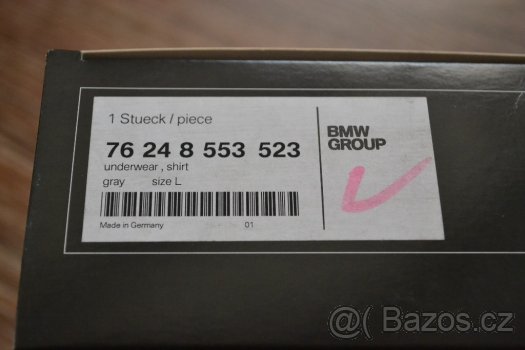 1 Stueck / piece
76 24 8 553 523
underwear , shirt
gray size L
Made in Germany 01
BMW
GROUP
@( Bazoš.cz